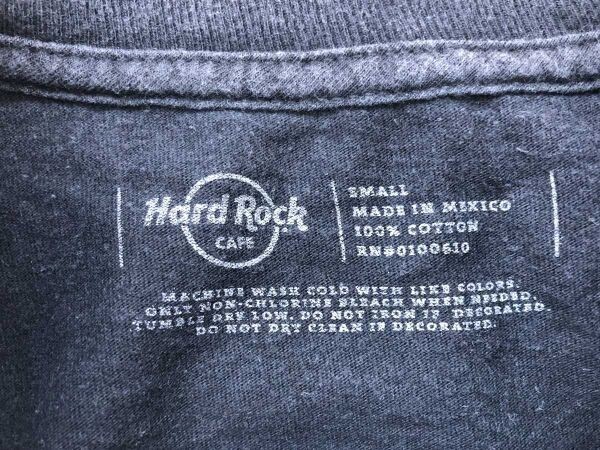 Hard Rock
CAFE
SMALL
MADE IN MEXICO
100% COTTON
RN#0100610
MACHINE WASH COLD WITH LIKE COLORS.
ONLY NON-CHLORINE BLEACH WHEN NEEDED.
TUMBLE DRY LOW. DO NOT IRON IF DECORATED.
DO NOT DRY CLEAN IF DECORATED.